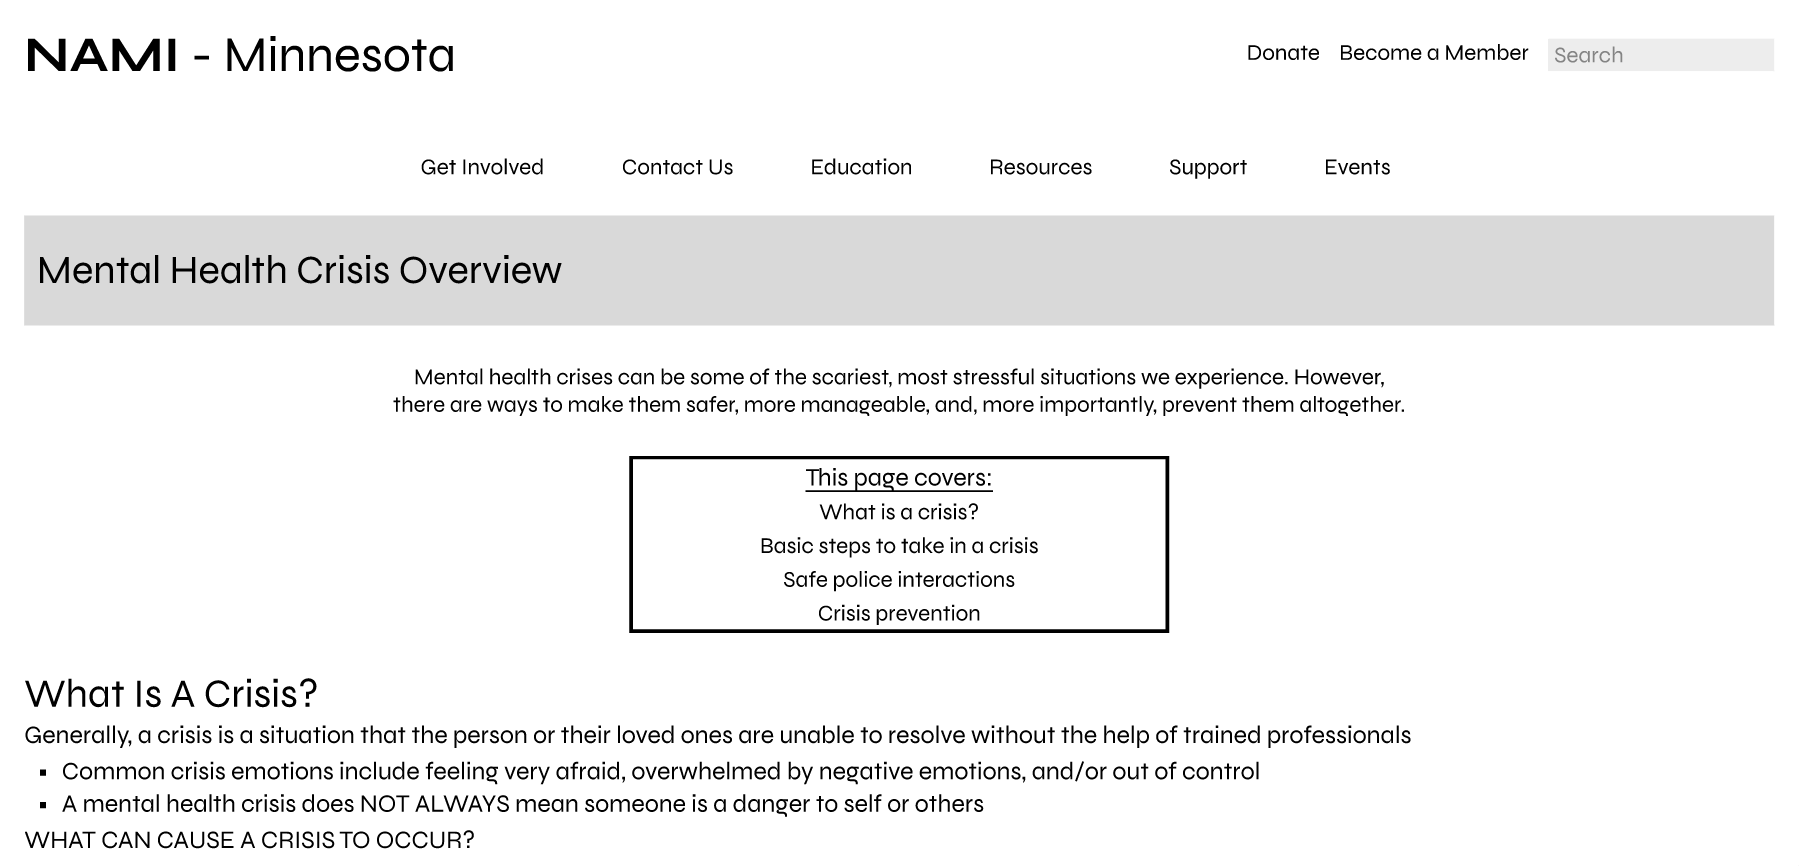 NAMI - Minnesota
Donate Become a Member Search
Get Involved Contact Us Education Resources Support Events
Mental Health Crisis Overview
Mental health crises can be some of the scariest, most stressful situations we experience. However,
there are ways to make them safer, more manageable, and, more importantly, prevent them altogether.
This page covers:
What is a crisis?
Basic steps to take in a crisis
Safe police interactions
Crisis prevention
What Is A Crisis?
Generally, a crisis is a situation that the person or their loved ones are unable to resolve without the help of trained professionals
▪ Common crisis emotions include feeling very afraid, overwhelmed by negative emotions, and/or out of control
▪ A mental health crisis does NOT ALWAYS mean someone is a danger to self or others
WHAT CAN CAUSE A CRISIS TO OCCUR?